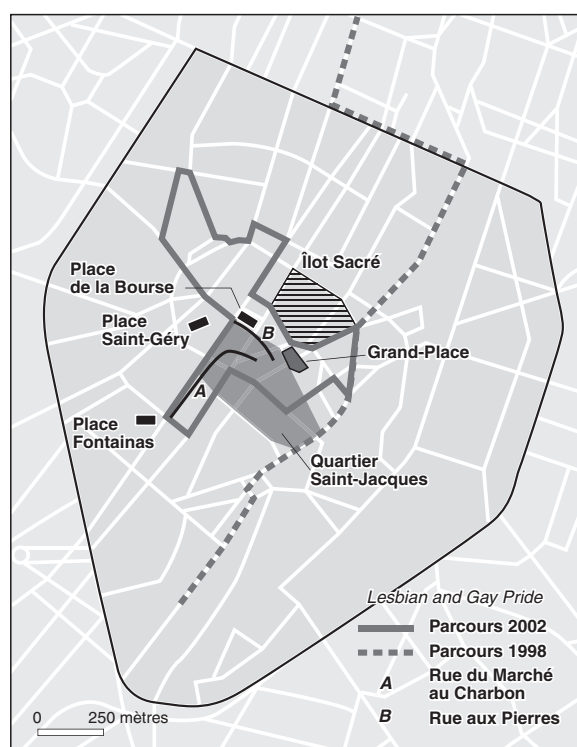 Îlot Sacré
Place
de la Bourse
B
Place
Saint-Géry
Grand-Place
A
Place
Fontainas
Quartier
Saint-Jacques
Lesbian and Gay Pride
Parcours 2002
Parcours 1998
A Rue du Marché
au Charbon
B Rue aux Pierres
0 250 mètres